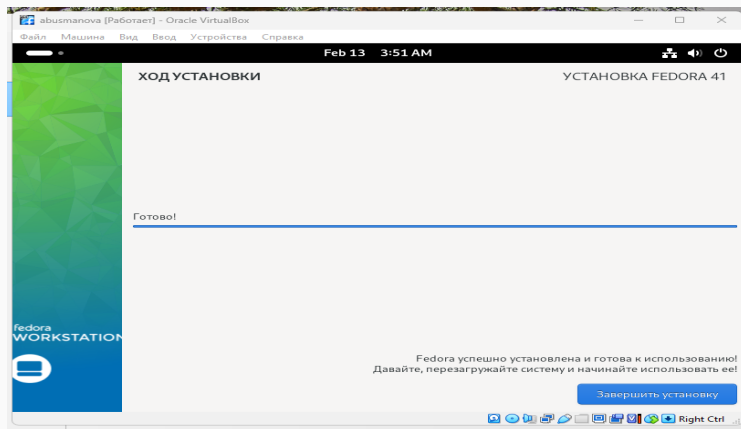 abusmanova [Работает] - Oracle VirtualBox
Файл Машина Вид Ввод Устройства Справка
Feb 13 3:51 AM
ХОД УСТАНОВКИ
УСТАНОВКА FEDORA 41
Готово!
fedora
WORKSTATION
Fedora успешно установлена и готова к использованию!
Давайте, перезагружайте систему и начинайте использовать ее!
Завершить установку
Right Ctrl